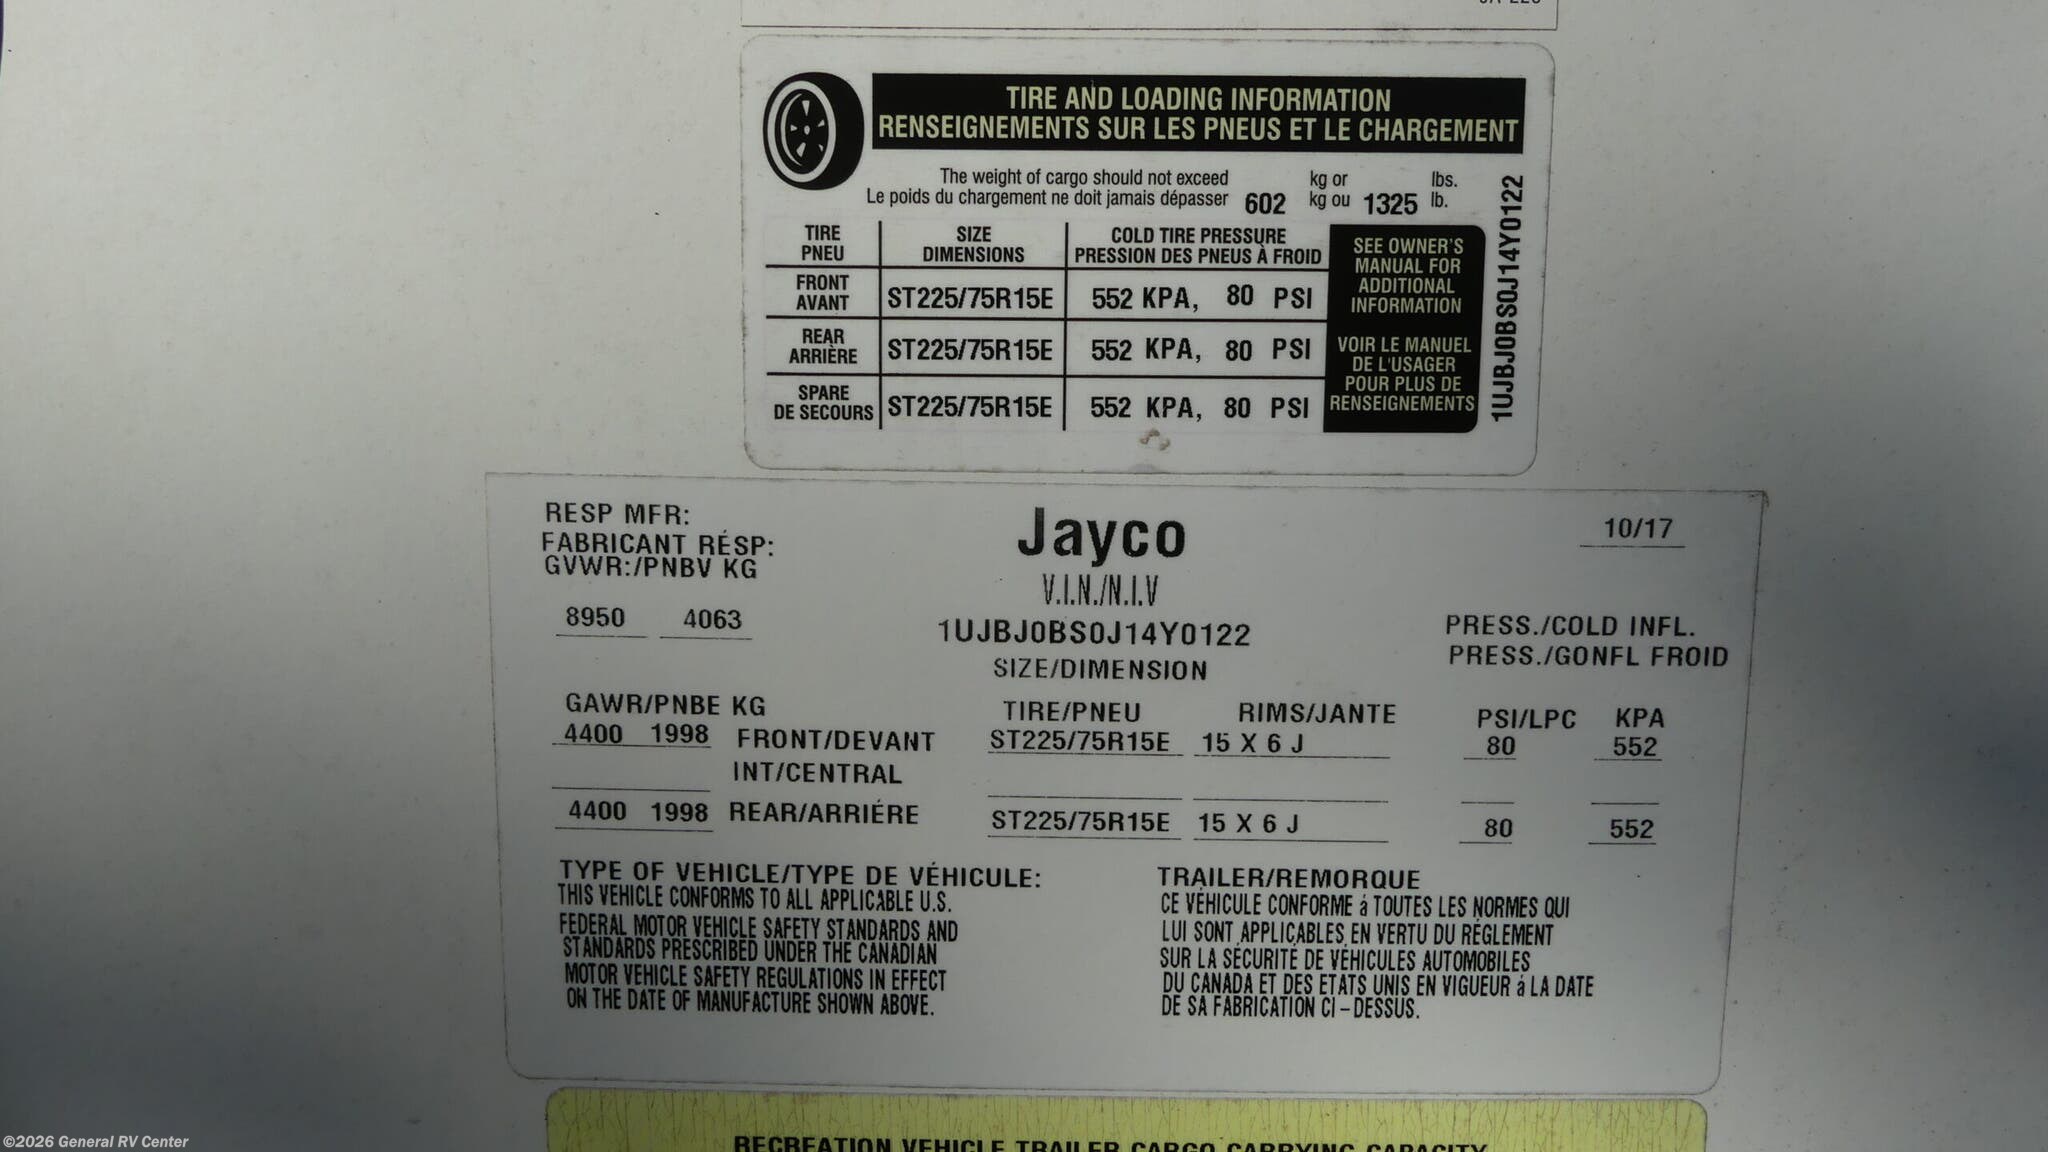 TIRE AND LOADING INFORMATION
RENSEIGNEMENTS SUR LES PNEUS ET LE CHARGEMENT
The weight of cargo should not exceed kg or lbs.
Le poids du chargement ne doit jamais dépasser 602 kg ou 1325 lb.
TIRE SIZE COLD TIRE PRESSURE
PNEU DIMENSIONS PRESSION DES PNEUS À FROID
FRONT
AVANT ST225/75R15E 552 KPA, 80 PSI
REAR
ARRIÈRE ST225/75R15E 552 KPA, 80 PSI
SPARE
DE SECOURS ST225/75R15E 552 KPA, 80 PSI
SEE OWNER'S
MANUAL FOR
ADDITIONAL
INFORMATION
VOIR LE MANUEL
DE L'USAGER
POUR PLUS DE
RENSEIGNEMENTS
1UJBJ0BS0J14Y0122
RESP MFR: Jayco 10/17
FABRICANT RÉSP:
GVWR:/PNBV KG
V.I.N./N.I.V
8950 4063 1UJBJ0BS0J14Y0122 PRESS./COLD INFL.
SIZE/DIMENSION PRESS./GONFL FROID
GAWR/PNBE KG TIRE/PNEU RIMS/JANTE PSI/LPC KPA
4400 1998 FRONT/DEVANT ST225/75R15E 15 X 6 J 80 552
INT/CENTRAL
4400 1998 REAR/ARRIÉRE ST225/75R15E 15 X 6 J 80 552
TYPE OF VEHICLE/TYPE DE VÉHICULE: TRAILER/REMORQUE
THIS VEHICLE CONFORMS TO ALL APPLICABLE U.S.
FEDERAL MOTOR VEHICLE SAFETY STANDARDS AND
STANDARDS PRESCRIBED UNDER THE CANADIAN
MOTOR VEHICLE SAFETY REGULATIONS IN EFFECT
ON THE DATE OF MANUFACTURE SHOWN ABOVE.
CE VÉHICULE CONFORME á TOUTES LES NORMES QUI
LUI SONT APPLICABLES EN VERTU DU RÉGLEMENT
SUR LA SÉCURITÉ DE VÉHICULES AUTOMOBILES
DU CANADA ET DES ETATS UNIS EN VIGUEUR á LA DATE
DE SA FABRICATION CI-DESSUS.
RECREATION VEHICLE TRAILER CARGO CARRYING CAPACITY
©2026 General RV Center